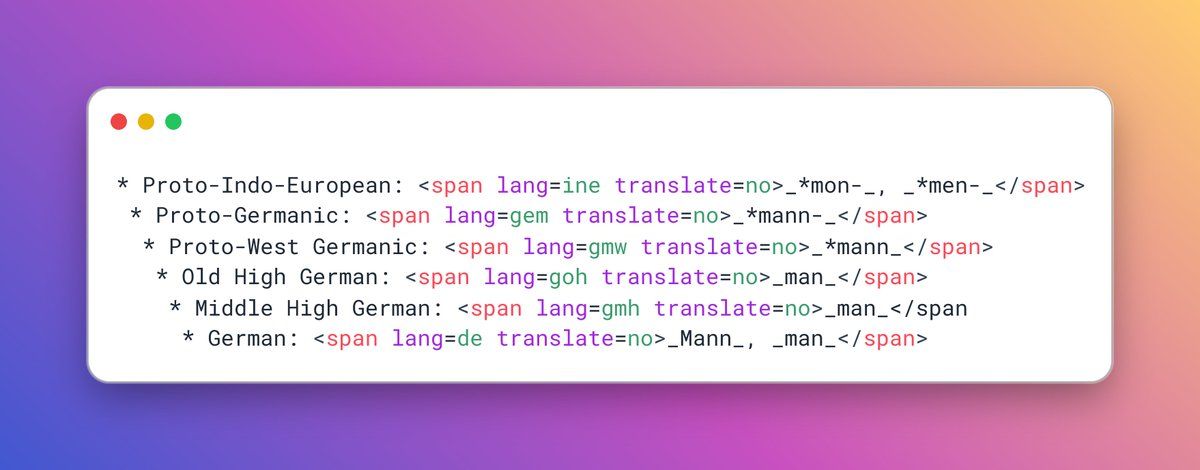 * Proto-Indo-European: <span lang=ine translate=no>_*mon-_, _*men-_</span>
* Proto-Germanic: <span lang=gem translate=no>_*mann-_</span>
* Proto-West Germanic: <span lang=gmw translate=no>_*mann_</span>
* Old High German: <span lang=goh translate=no>_man_</span>
* Middle High German: <span lang=gmh translate=no>_man_</span
* German: <span lang=de translate=no>_Mann_, _man_</span>